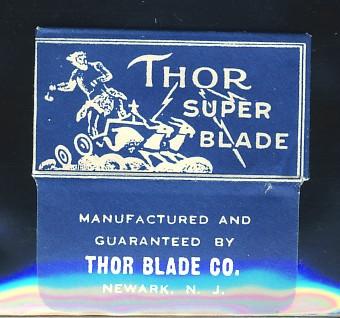 THOR
SUPER
BLADE
MANUFACTURED AND
GUARANTEED BY
THOR BLADE CO.
NEWARK, N. J.